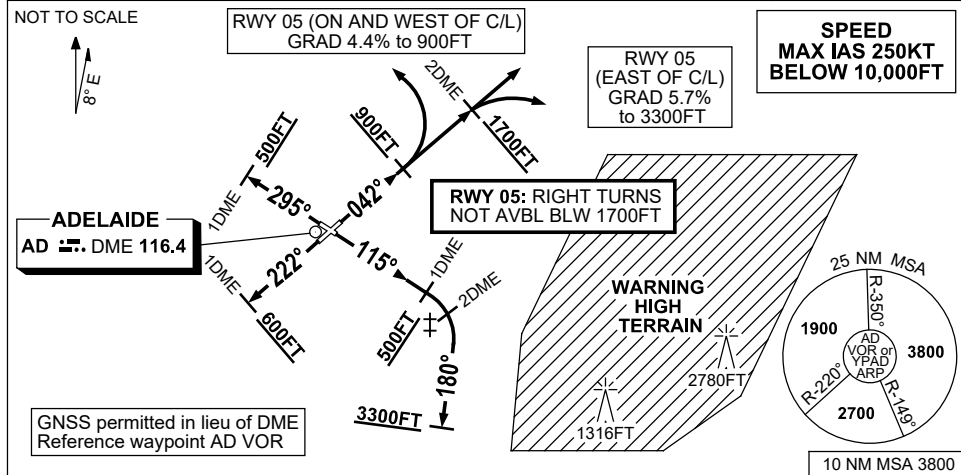 NOT TO SCALE
8° E
RWY 05 (ON AND WEST OF C/L)
GRAD 4.4% to 900FT
RWY 05
(EAST OF C/L)
GRAD 5.7%
to 3300FT
SPEED
MAX IAS 250KT
BELOW 10,000FT
2DME
900FT
1700FT
500FT
1DME
295°
042°
RWY 05: RIGHT TURNS
NOT AVBL BLW 1700FT
ADELAIDE
AD DME 116.4
1DME
222°
600FT
115°
1DME
2DME
500FT
180°
3300FT
WARNING
HIGH
TERRAIN
2780FT
1316FT
25 NM MSA
R-350°
1900
3800
AD
VOR or
YPAD
ARP
R-220°
R-149°
2700
GNSS permitted in lieu of DME
Reference waypoint AD VOR
10 NM MSA 3800